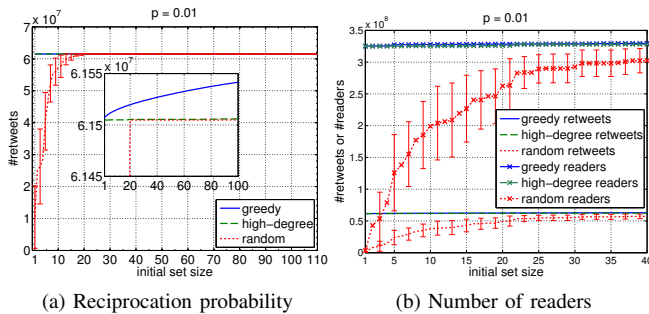 p = 0.01
x 10^7
7
6
5
4
3
2
1
0
#retweets
1 10 20 30 40 50 60 70 80 90 100 110
initial set size
x 10^7
6.155
6.15
6.145
1 20 40 60 80 100
greedy
high−degree
random
(a) Reciprocation probability
p = 0.01
x 10^8
3.5
3
2.5
2
1.5
1
0.5
0
#retweets or #readers
1 5 10 15 20 25 30 35 40
initial set size
greedy retweets
high−degree retweets
random retweets
greedy readers
high−degree readers
random readers
(b) Number of readers